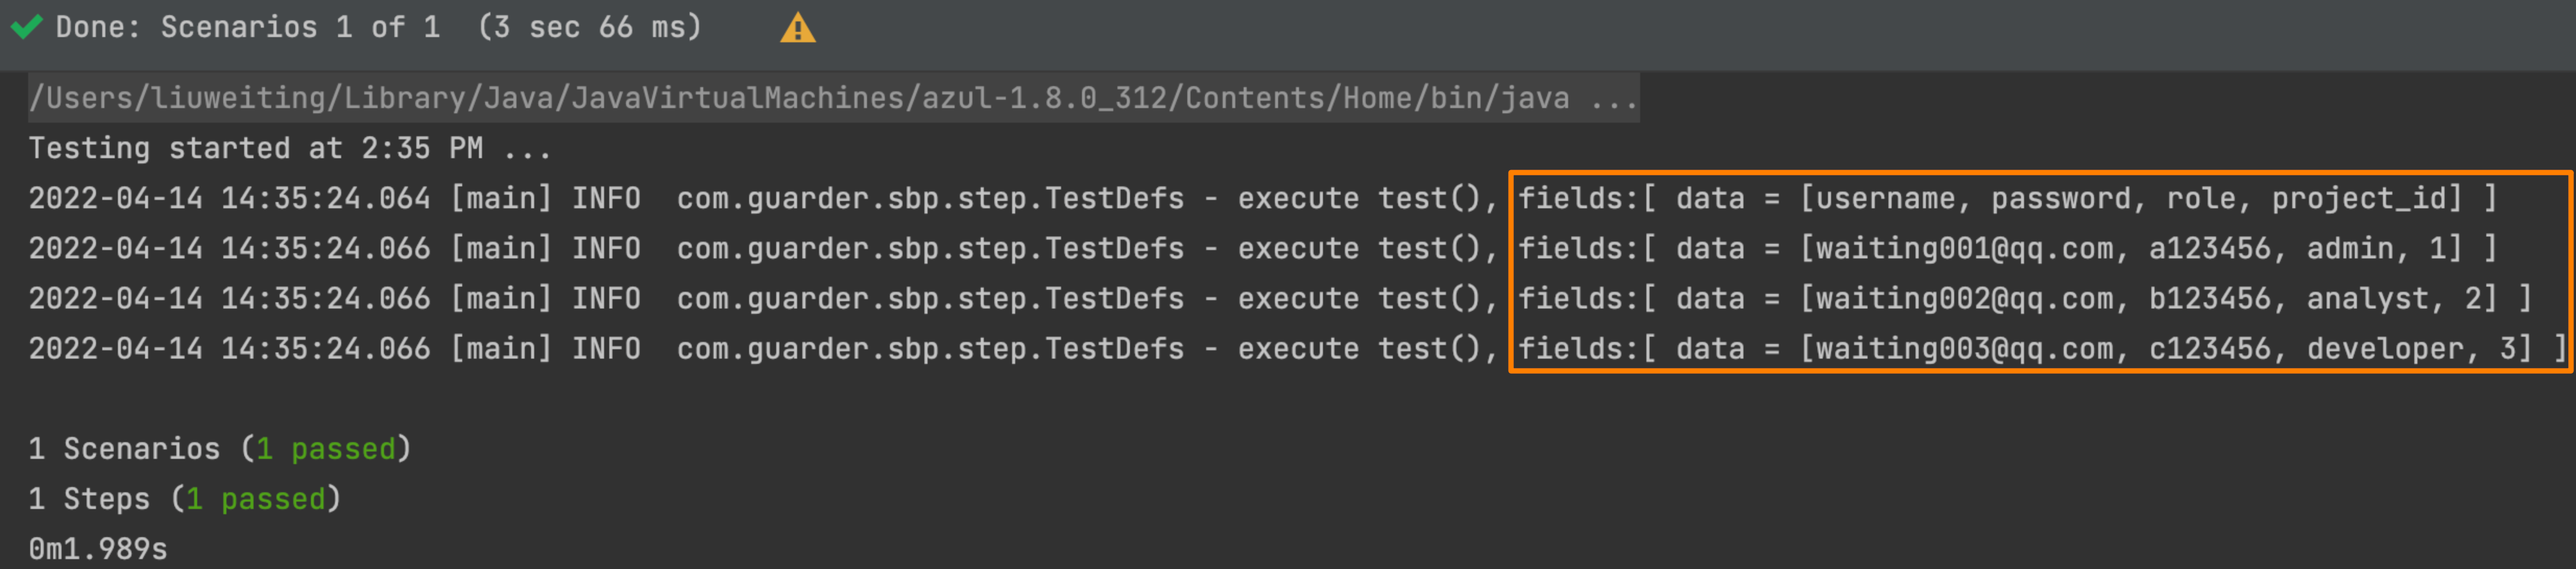 Done: Scenarios 1 of 1 (3 sec 66 ms)
/Users/liuweiting/Library/Java/JavaVirtualMachines/azul-1.8.0_312/Contents/Home/bin/java ...
Testing started at 2:35 PM ...
2022-04-14 14:35:24.064 [main] INFO  com.guarder.sbp.step.TestDefs - execute test(), fields:[ data = [username, password, role, project_id] ]
2022-04-14 14:35:24.066 [main] INFO  com.guarder.sbp.step.TestDefs - execute test(), fields:[ data = [waiting001@qq.com, a123456, admin, 1] ]
2022-04-14 14:35:24.066 [main] INFO  com.guarder.sbp.step.TestDefs - execute test(), fields:[ data = [waiting002@qq.com, b123456, analyst, 2] ]
2022-04-14 14:35:24.066 [main] INFO  com.guarder.sbp.step.TestDefs - execute test(), fields:[ data = [waiting003@qq.com, c123456, developer, 3] ]
1 Scenarios (1 passed)
1 Steps (1 passed)
0m1.989s